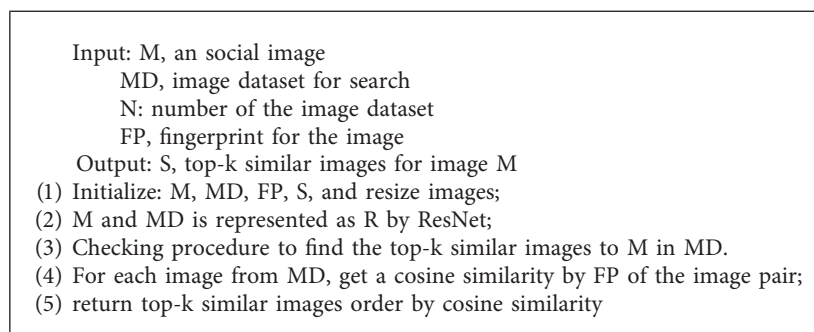 Input: M, an social image
MD, image dataset for search
N: number of the image dataset
FP, fingerprint for the image
Output: S, top-k similar images for image M
(1) Initialize: M, MD, FP, S, and resize images;
(2) M and MD is represented as R by ResNet;
(3) Checking procedure to find the top-k similar images to M in MD.
(4) For each image from MD, get a cosine similarity by FP of the image pair;
(5) return top-k similar images order by cosine similarity